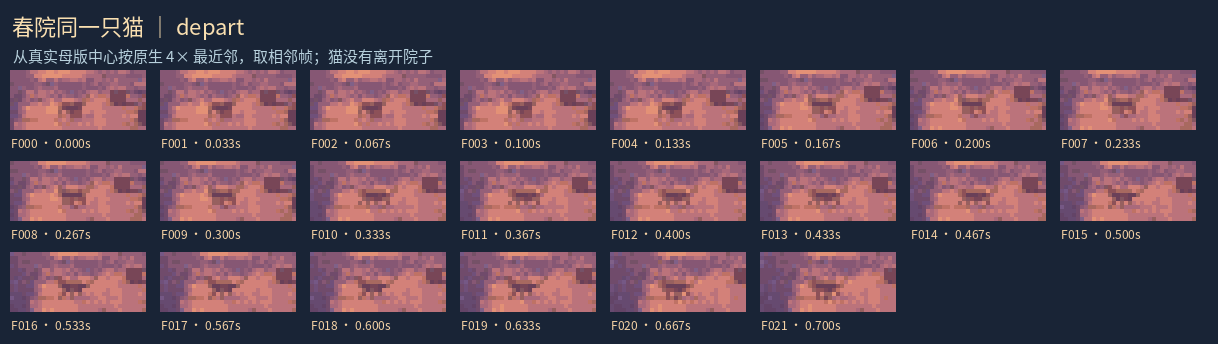 春院同一只猫 ｜ depart
从真实母版中心按原生 4× 最近邻，取相邻帧；猫没有离开院子
F000 · 0.000s F001 · 0.033s F002 · 0.067s F003 · 0.100s F004 · 0.133s F005 · 0.167s F006 · 0.200s F007 · 0.233s
F008 · 0.267s F009 · 0.300s F010 · 0.333s F011 · 0.367s F012 · 0.400s F013 · 0.433s F014 · 0.467s F015 · 0.500s
F016 · 0.533s F017 · 0.567s F018 · 0.600s F019 · 0.633s F020 · 0.667s F021 · 0.700s